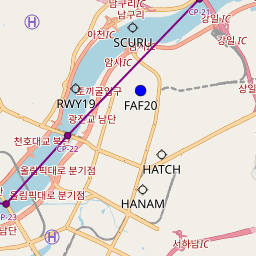 CP-21
남구리
남구리
강일IC
SCURU
아천IC
강일 IC
암사IC
상일IC
토끼굴입구
RWY19
FAF20
광진교 남단
천호대교 북단
CP-22
올림픽대로 분기점
HATCH
올림픽대로 분기점
HANAM
CP-23
남단
서하남IC
H
H